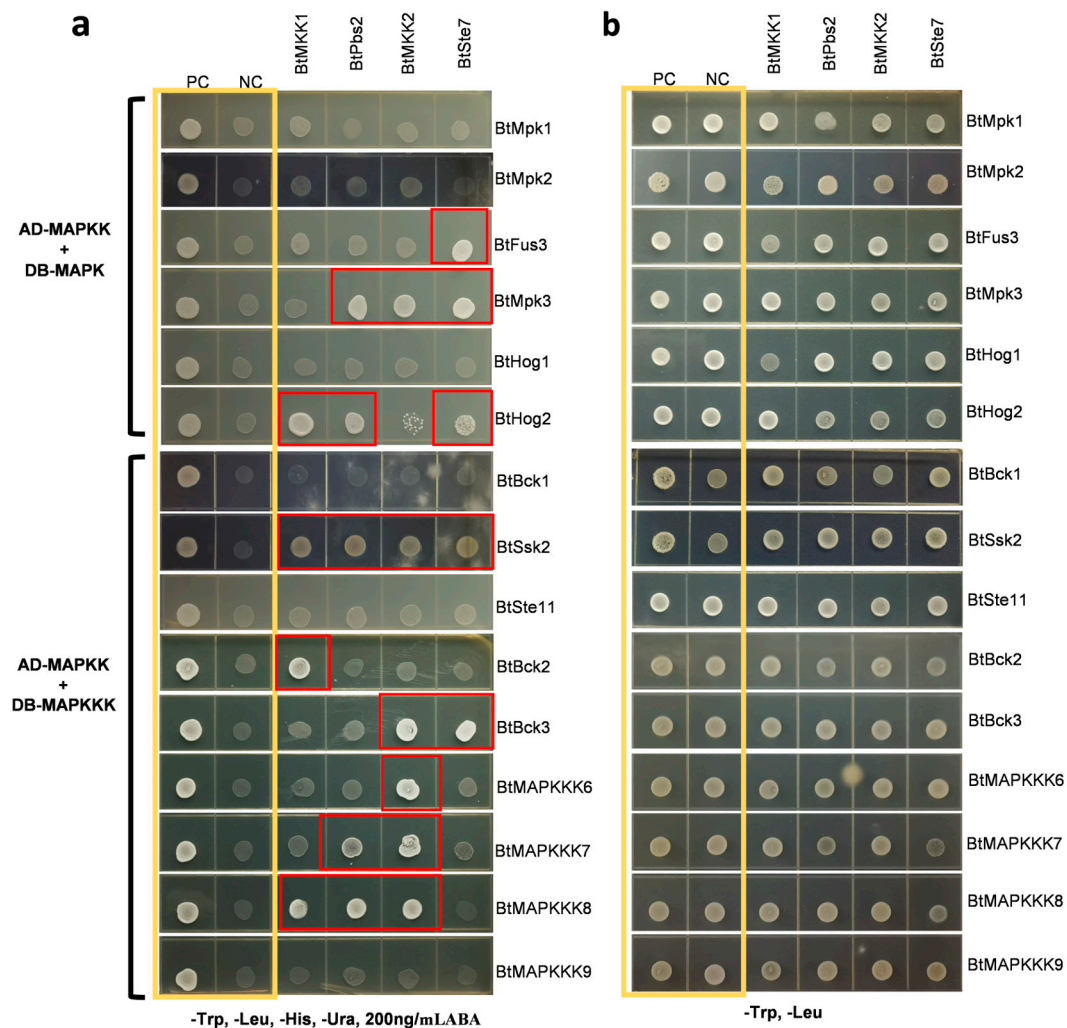 a
b
BtMKK1
BtPbs2
BtMKK2
BtSte7
BtMKK1
BtPbs2
BtMKK2
BtSte7
PC NC
PC NC
AD-MAPKK
+
DB-MAPK
AD-MAPKK
+
DB-MAPKKK
BtMpk1
BtMpk2
BtFus3
BtMpk3
BtHog1
BtHog2
BtBck1
BtSsk2
BtSte11
BtBck2
BtBck3
BtMAPKKK6
BtMAPKKK7
BtMAPKKK8
BtMAPKKK9
-Trp, -Leu, -His, -Ura, 200ng/mLABA
BtMpk1
BtMpk2
BtFus3
BtMpk3
BtHog1
BtHog2
BtBck1
BtSsk2
BtSte11
BtBck2
BtBck3
BtMAPKKK6
BtMAPKKK7
BtMAPKKK8
BtMAPKKK9
-Trp, -Leu